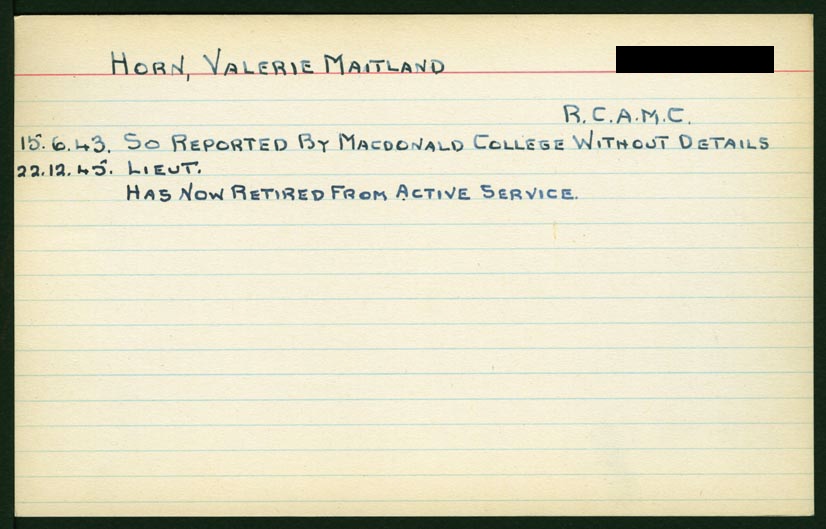 HORN, VALERIE MAITLAND
R.C.A.M.C.
15.6.43. SO REPORTED BY MACDONALD COLLEGE WITHOUT DETAILS
22.12.45. LIEUT.
HAS NOW RETIRED FROM ACTIVE SERVICE.